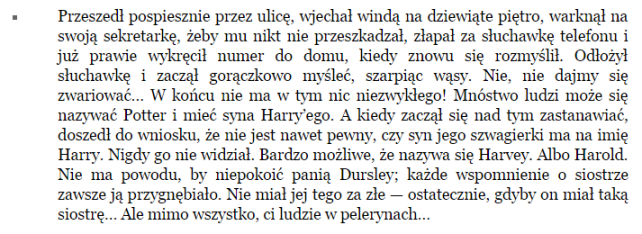 Przeszedł pospiesznie przez ulicę, wjechał windą na dziewiąte piętro, warknął na
swoją sekretarkę, żeby mu nikt nie przeszkadzał, złapał za słuchawkę telefonu i
już prawie wykręcił numer do domu, kiedy znowu się rozmyślił. Odłożył
słuchawkę i zaczął gorączkowo myśleć, szarpiąc wąsy. Nie, nie dajmy się
zwariować... W końcu nie ma w tym nic niezwykłego! Mnóstwo ludzi może się
nazywać Potter i mieć syna Harry'ego. A kiedy zaczął się nad tym zastanawiać,
doszedł do wniosku, że nie jest nawet pewny, czy syn jego szwagierki ma na imię
Harry. Nigdy go nie widział. Bardzo możliwe, że nazywa się Harvey. Albo Harold.
Nie ma powodu, by niepokoić panią Dursley; każde wspomnienie o siostrze
zawsze ją przygnębiało. Nie miał jej tego za złe — ostatecznie, gdyby on miał taką
siostrę... Ale mimo wszystko, ci ludzie w pelerynach...